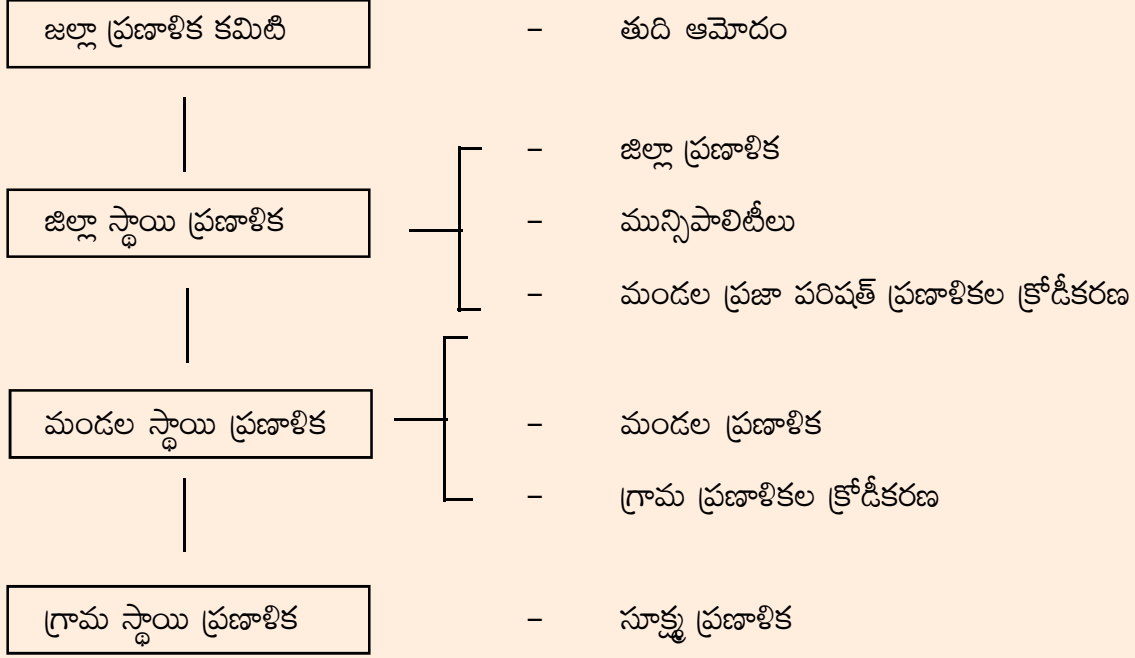 జల్లా ప్రణాళిక కమిటి – తుది ఆమోదం
– జిల్లా ప్రణాళిక
జిల్లా స్థాయి ప్రణాళిక – మున్సిపాలిటీలు
– మండల ప్రజా పరిషత్ ప్రణాళికల క్రోడీకరణ
మండల స్థాయి ప్రణాళిక – మండల ప్రణాళిక
– గ్రామ ప్రణాళికల క్రోడీకరణ
గ్రామ స్థాయి ప్రణాళిక – సూక్ష్మ ప్రణాళిక